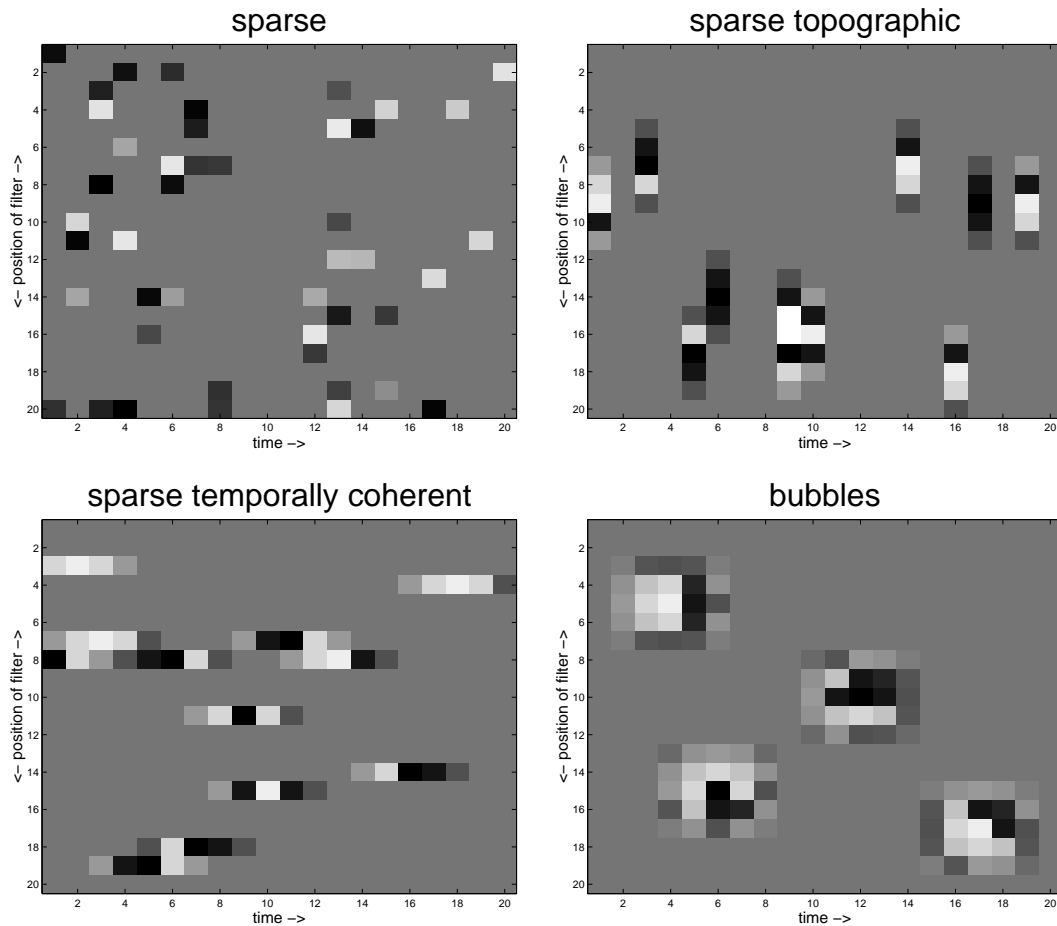 sparse
<− position of filter −>
2
4
6
8
10
12
14
16
18
20
2 4 6 8 10 12 14 16 18 20
time −>
sparse topographic
<− position of filter −>
2
4
6
8
10
12
14
16
18
20
2 4 6 8 10 12 14 16 18 20
time −>
sparse temporally coherent
<− position of filter −>
2
4
6
8
10
12
14
16
18
20
2 4 6 8 10 12 14 16 18 20
time −>
bubbles
<− position of filter −>
2
4
6
8
10
12
14
16
18
20
2 4 6 8 10 12 14 16 18 20
time −>